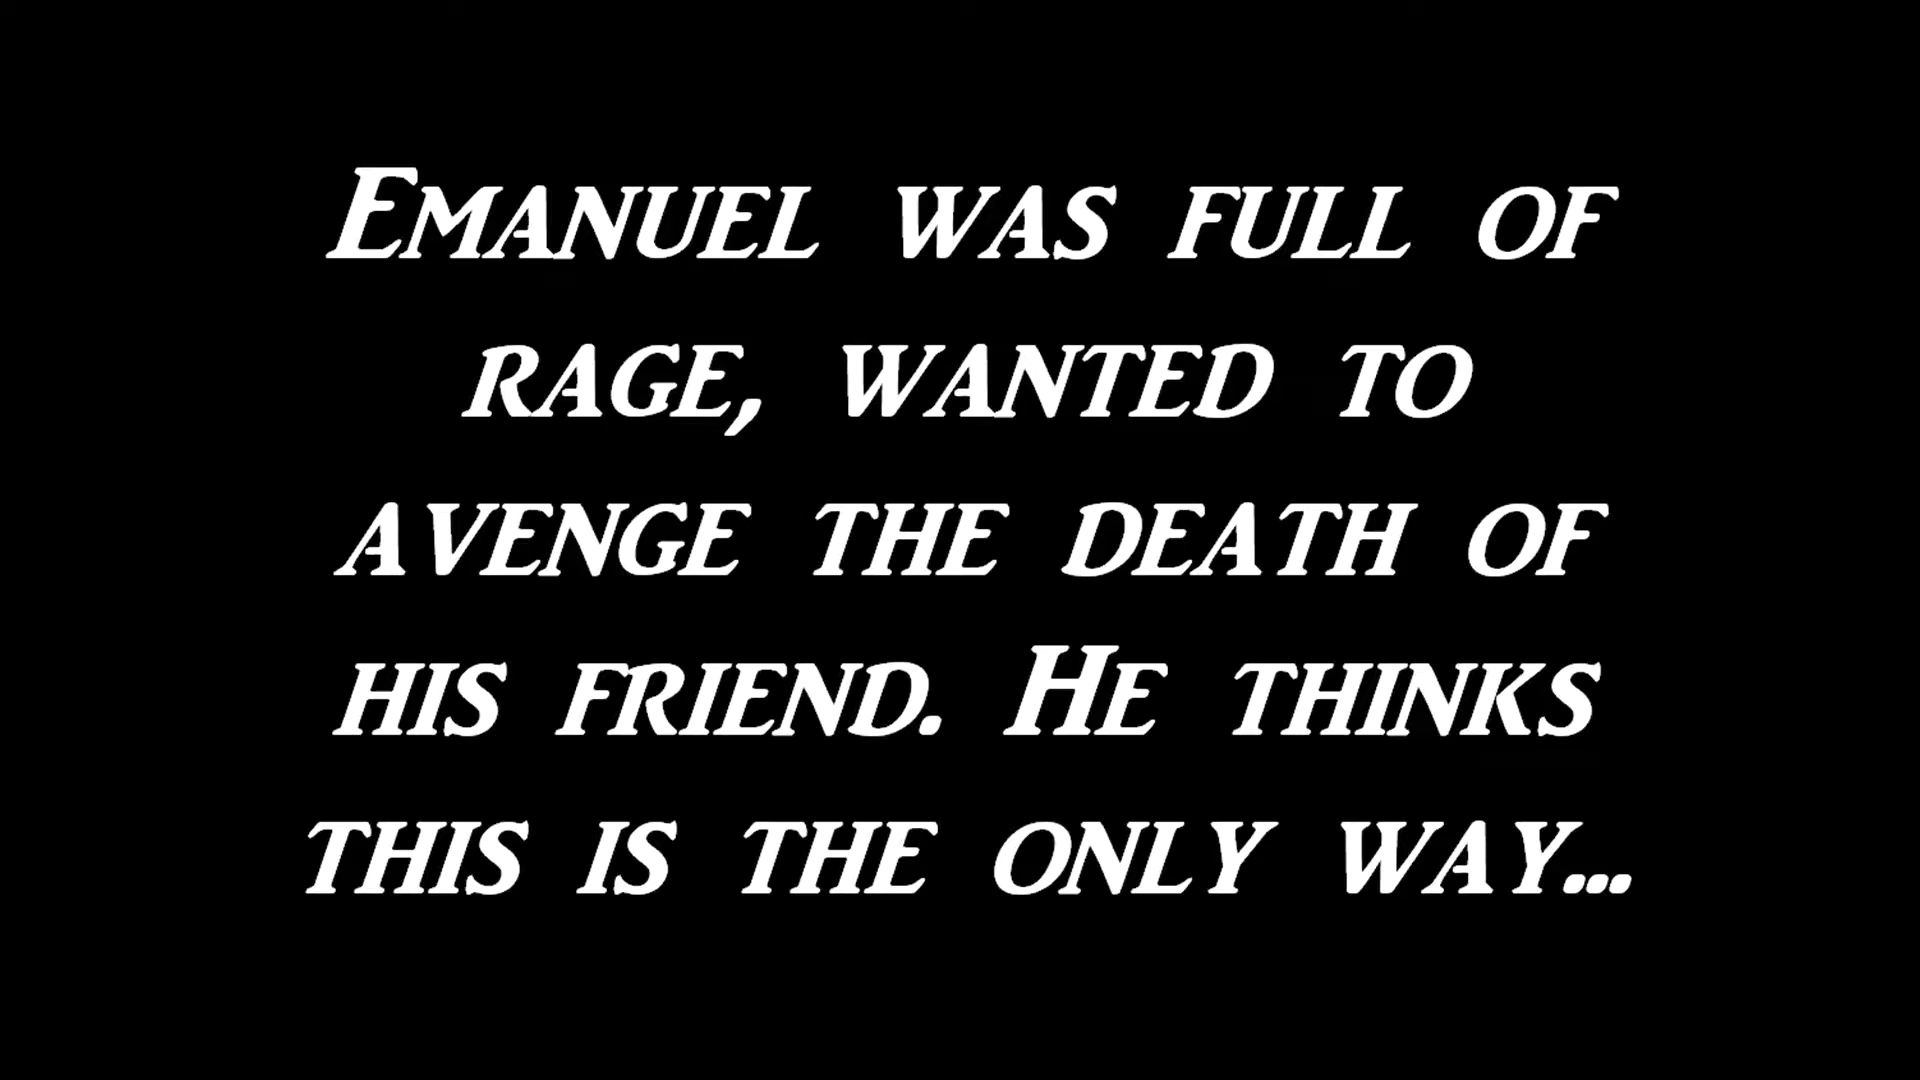 Emanuel was full of
rage, wanted to
avenge the death of
his friend. He thinks
this is the only way...